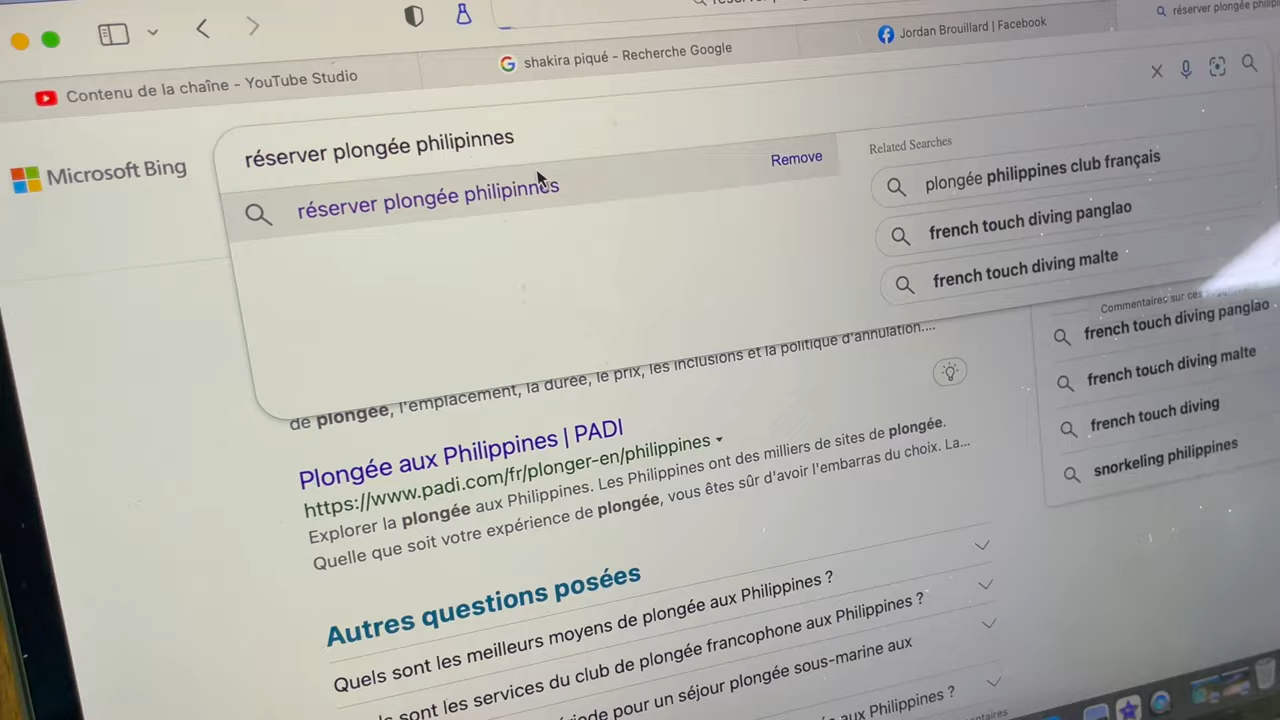 réserver plongée philip
Jordan Brouillard | Facebook
shakira piqué - Recherche Google
Contenu de la chaîne - YouTube Studio
Microsoft Bing
réserver plongée philipinnes
réserver plongée philipinnes
Remove
Related Searches
plongée philippines club français
french touch diving panglao
french touch diving malte
Commentaires sur ces
french touch diving panglao
french touch diving malte
french touch diving
snorkeling philippines
de plongée, l'emplacement, la durée, le prix, les inclusions et la politique d'annulation....
Plongée aux Philippines | PADI
https://www.padi.com/fr/plonger-en/philippines
Explorer la plongée aux Philippines. Les Philippines ont des milliers de sites de plongée.
Quelle que soit votre expérience de plongée, vous êtes sûr d'avoir l'embarras du choix. La...
Autres questions posées
Quels sont les meilleurs moyens de plongée aux Philippines ?
sont les services du club de plongée francophone aux Philippines ?
pour un séjour plongée sous-marine aux
aux Philippines ?